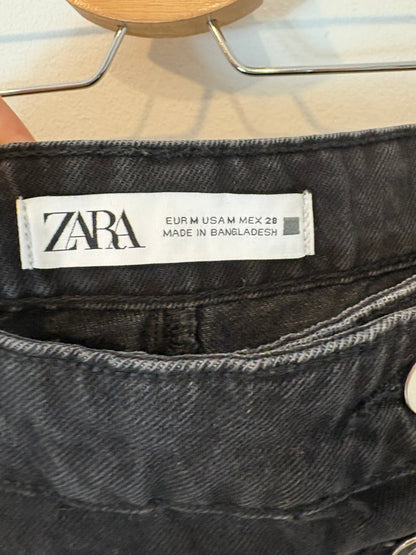 ZARA
EUR M USA M MEX 28
MADE IN BANGLADESH